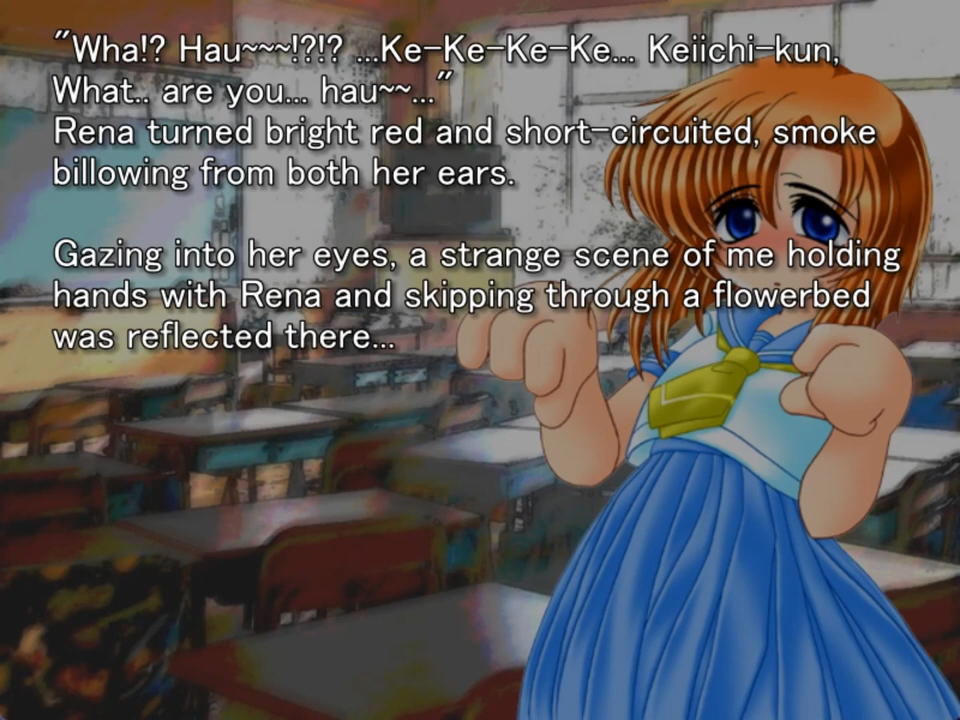 "Wha!? Hau~~~!?!? ...Ke-Ke-Ke-Ke... Keiichi-kun,
What.. are you... hau~~..."
Rena turned bright red and short-circuited, smoke
billowing from both her ears.
Gazing into her eyes, a strange scene of me holding
hands with Rena and skipping through a flowerbed
was reflected there...